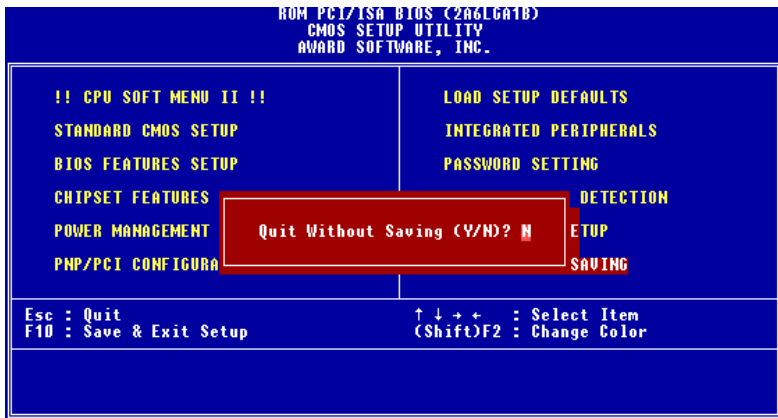 ROM PCI/ISA BIOS (2A6LGA1B)
CMOS SETUP UTILITY
AWARD SOFTWARE, INC.
!! CPU SOFT MENU II !!
STANDARD CMOS SETUP
BIOS FEATURES SETUP
CHIPSET FEATURES
POWER MANAGEMENT
PNP/PCI CONFIGURA
LOAD SETUP DEFAULTS
INTEGRATED PERIPHERALS
PASSWORD SETTING
DETECTION
ETUP
SAVING
Quit Without Saving (Y/N)? N
Esc : Quit
F10 : Save & Exit Setup
↑ ↓ → ← : Select Item
(Shift)F2 : Change Color